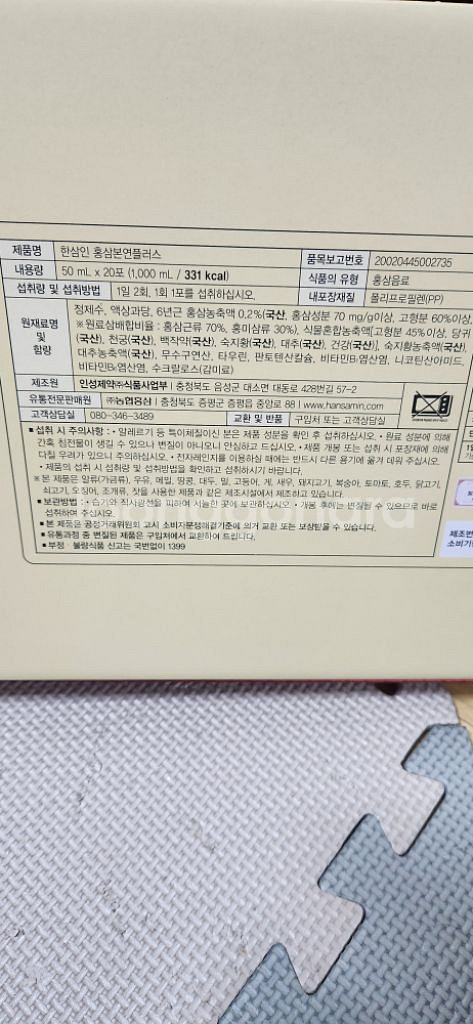 제품명 한삼인 홍삼본연플러스 품목보고번호 20020445002735
내용량 50 mL x 20포 (1,000 mL / 331 kcal) 식품의 유형 홍삼음료
섭취량 및 섭취방법 1일 2회, 1회 1포를 섭취하십시오. 내포장재질 폴리프로필렌(PP)
원재료명 및 함량
정제수, 액상과당, 6년근 홍삼농축액 0.2%(국산, 홍삼성분 70 mg/g이상, 고형분 60%이상,
※원료삼배합비율 : 홍삼근류 70%, 홍미삼류 30%), 식물혼합농축액[고형분 45%이상, 당귀
(국산), 천궁(국산), 백작약(국산), 숙지황(국산), 대추(국산), 건강(국산)], 숙지황농축액(국산),
대추농축액(국산), 무수구연산, 타우린, 판토텐산칼슘, 비타민B₁염산염, 니코틴산아미드,
비타민B₆염산염, 수크랄로스(감미료)
제조원 인성제약㈜식품사업부 | 충청북도 음성군 대소면 대동로 428번길 57-2
유통전문판매원 ㈜농협홍삼 | 충청북도 증평군 증평읍 중앙로 88 | www.hansamin.com
고객상담실 080-346-3489 교환 및 반품 구입처 또는 고객상담실
■ 섭취 시 주의사항 : • 알레르기 등 특이체질이신 분은 제품 성분을 확인 후 섭취하십시오. • 원료 성분에 의해
간혹 침전물이 생길 수 있으나 변질이 아니오니 안심하고 드십시오. • 제품 개봉 또는 섭취 시 포장재에 의해
다칠 우려가 있으니 주의하십시오. • 전자레인지를 이용하실 때에는 반드시 다른 용기에 옮겨 데워 주십시오.
• 제품의 섭취 시 섭취량 및 섭취방법을 확인하고 섭취하시기 바랍니다.
※ 본 제품은 알류(가금류), 우유, 메밀, 땅콩, 대두, 밀, 고등어, 게, 새우, 돼지고기, 복숭아, 토마토, 호두, 닭고기,
쇠고기, 오징어, 조개류, 잣을 사용한 제품과 같은 제조시설에서 제조하고 있습니다.
■ 보관방법 : • 습기와 직사광선을 피하여 서늘한 곳에 보관하십시오. • 개봉 후에는 변질될 수 있으므로 바로
섭취하여 주십시오.
■ 본 제품은 공정거래위원회 고시 소비자분쟁해결기준에 의거 교환 또는 보상받을 수 있습니다.
■ 유통과정 중 변질된 제품은 구입처에서 교환하여 드립니다.
■ 부정 · 불량식품 신고는 국번없이 1399
제조번
소비기